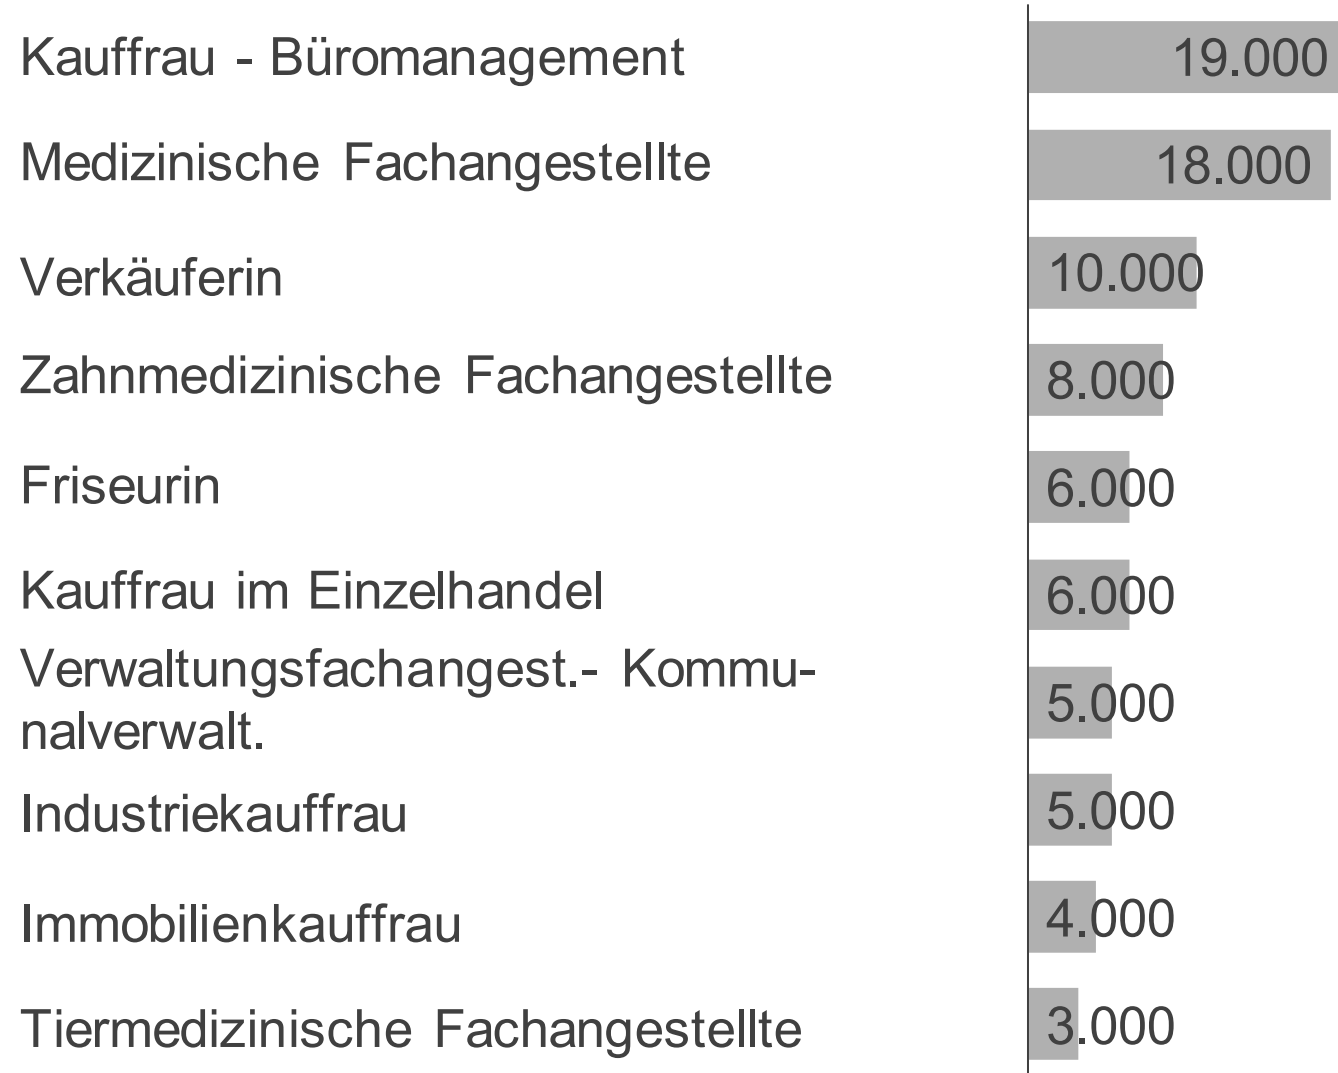 Kauffrau - Büromanagement 19.000
Medizinische Fachangestellte 18.000
Verkäuferin 10.000
Zahnmedizinische Fachangestellte 8.000
Friseurin 6.000
Kauffrau im Einzelhandel 6.000
Verwaltungsfachangest.- Kommu-
nalverwalt. 5.000
Industriekauffrau 5.000
Immobilienkauffrau 4.000
Tiermedizinische Fachangestellte 3.000